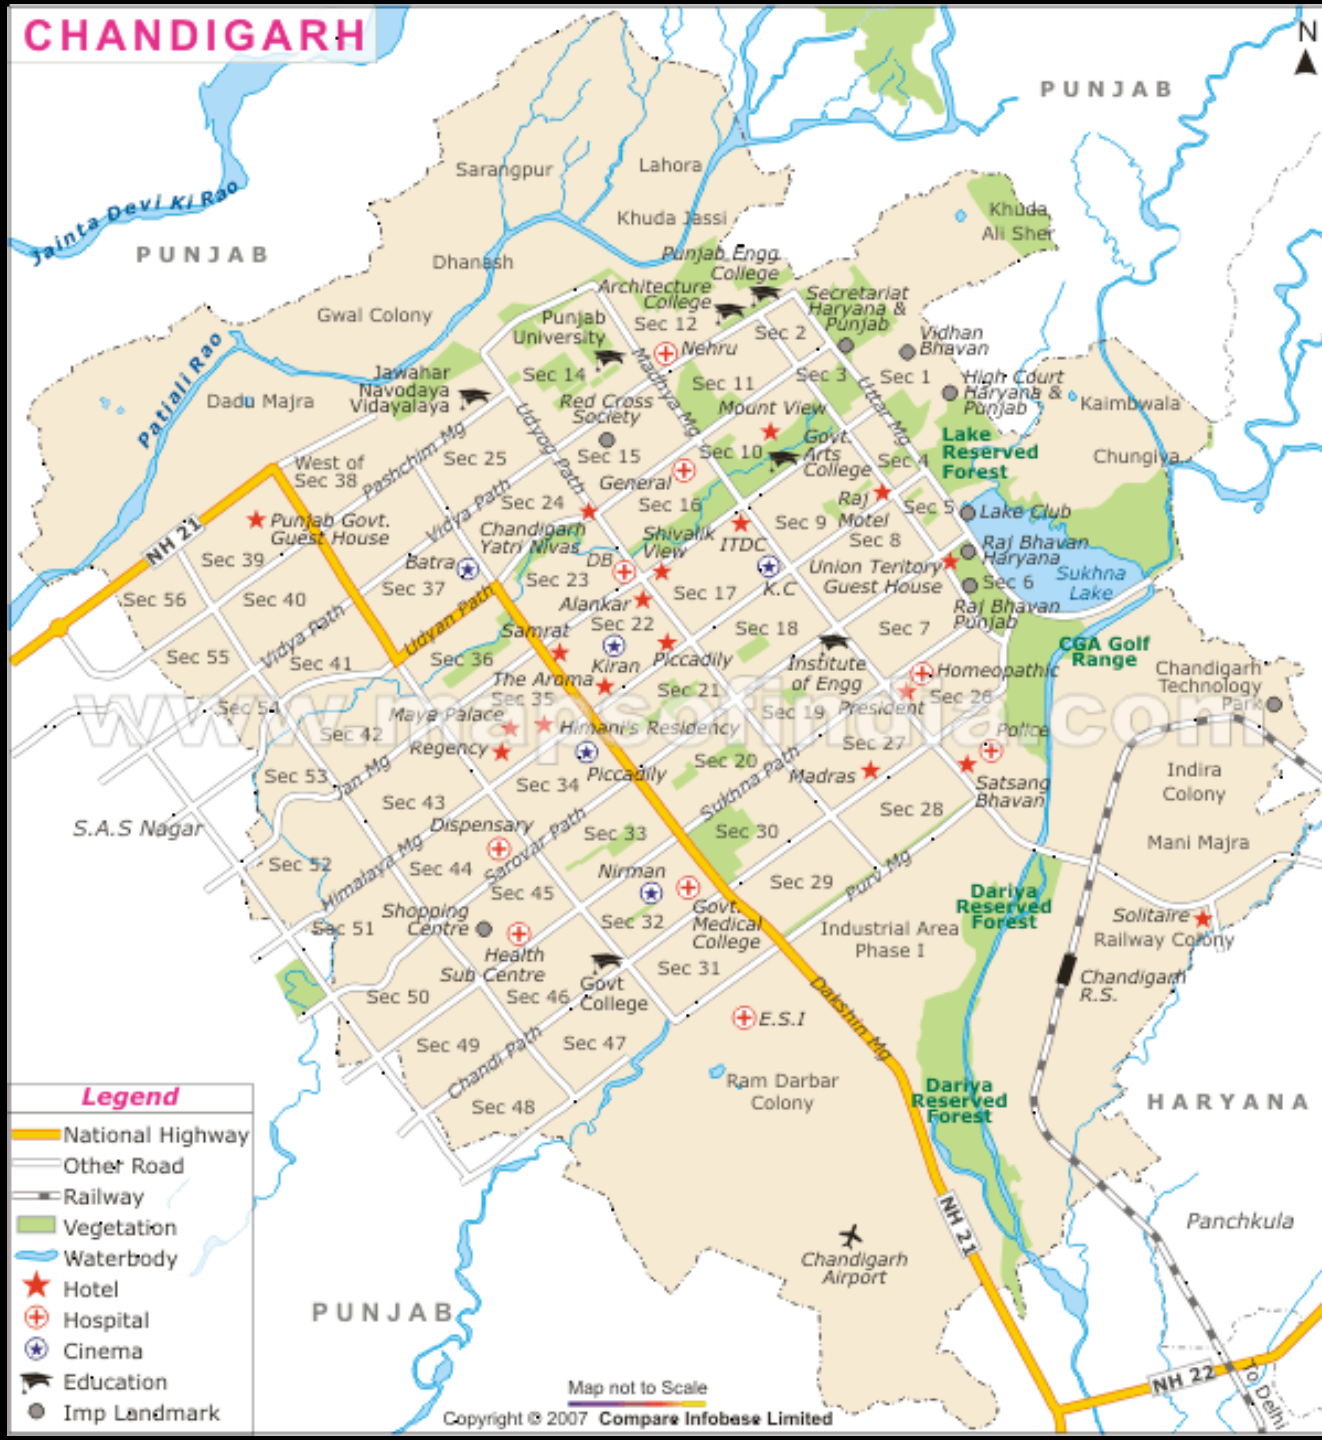 CHANDIGARH
N
PUNJAB
Sarangpur
Lahora
Jainta Devi Ki Rao
Khuda Jassi
Khuda
Ali Sher
PUNJAB
Dhanash
Punjab Engg
College
Architecture
College
Secretariat
Haryana &
Punjab
Gwal Colony
Punjab
University
Sec 12
Sec 2
Vidhan
Bhavan
Nehru
Patiali Rao
Jawahar
Navodaya
Vidayalaya
Sec 14
Madhya Mg
Sec 11
Sec 3
Sec 1
High Court
Haryana &
Punjab
Uttar Mg
Dadu Majra
Red Cross
Society
Mount View
Kaimbwala
Udyog Path
Pashchim Mg
Sec 25
Sec 15
Sec 10
Govt.
Arts
College
Lake
Reserved
Forest
Sec 4
Chungiya
West of
Sec 38
General
Sec 24
Sec 16
Vidya Path
Raj
Motel
Sec 5
Lake Club
Punjab Govt.
Guest House
NH 21
Chandigarh
Yatri Nivas
Shivalik
View
ITDC
Sec 9
Sec 8
Raj Bhavan
Haryana
Sec 39
Batra
DB
Union Teritory
Guest House
Sukhna
Lake
Sec 56
Sec 40
Sec 37
Sec 23
Sec 17
K.C
Sec 6
Alankar
Raj Bhavan
Punjab
Udyan Path
Vidya Path
Samrat
Sec 22
Sec 18
Sec 7
CGA Golf
Range
Sec 55
Sec 41
Sec 36
Kiran
Piccadily
Institute
of Engg
Homeopathic
Chandigarh
Technology
Park
The Aroma
Sec 21
Sec 26
Sec 54
Sec 35
Maya Palace
Himani's Residency
Sec 19
President
www.mapsofindia.com
Sec 42
Regency
Police
Sec 27
Sec 53
Jan Mg
Piccadily
Sec 20
Madras
Satsang
Bhavan
Indira
Colony
Sec 34
Sukhna Path
Sec 43
Sec 28
S.A.S Nagar
Dispensary
Sec 33
Sec 30
Mani Majra
Himalaya Mg
Sarovar Path
Sec 52
Sec 44
Nirman
Sec 29
Purv Mg
Sec 45
Dariya
Reserved
Forest
Shopping
Centre
Sec 32
Govt.
Medical
College
Solitaire
Sec 51
Industrial Area
Phase I
Railway Colony
Health
Sub Centre
Sec 31
Chandigarh
R.S.
Sec 50
Sec 46
Govt
College
Dakshin Mg
E.S.I
Sec 49
Chandi Path
Sec 47
Ram Darbar
Colony
Dariya
Reserved
Forest
HARYANA
Sec 48
NH 21
Panchkula
Chandigarh
Airport
PUNJAB
NH 22
To Delhi
Legend
National Highway
Other Road
Railway
Vegetation
Waterbody
Hotel
Hospital
Cinema
Education
Imp Landmark
Map not to Scale
Copyright © 2007 Compare Infobase Limited